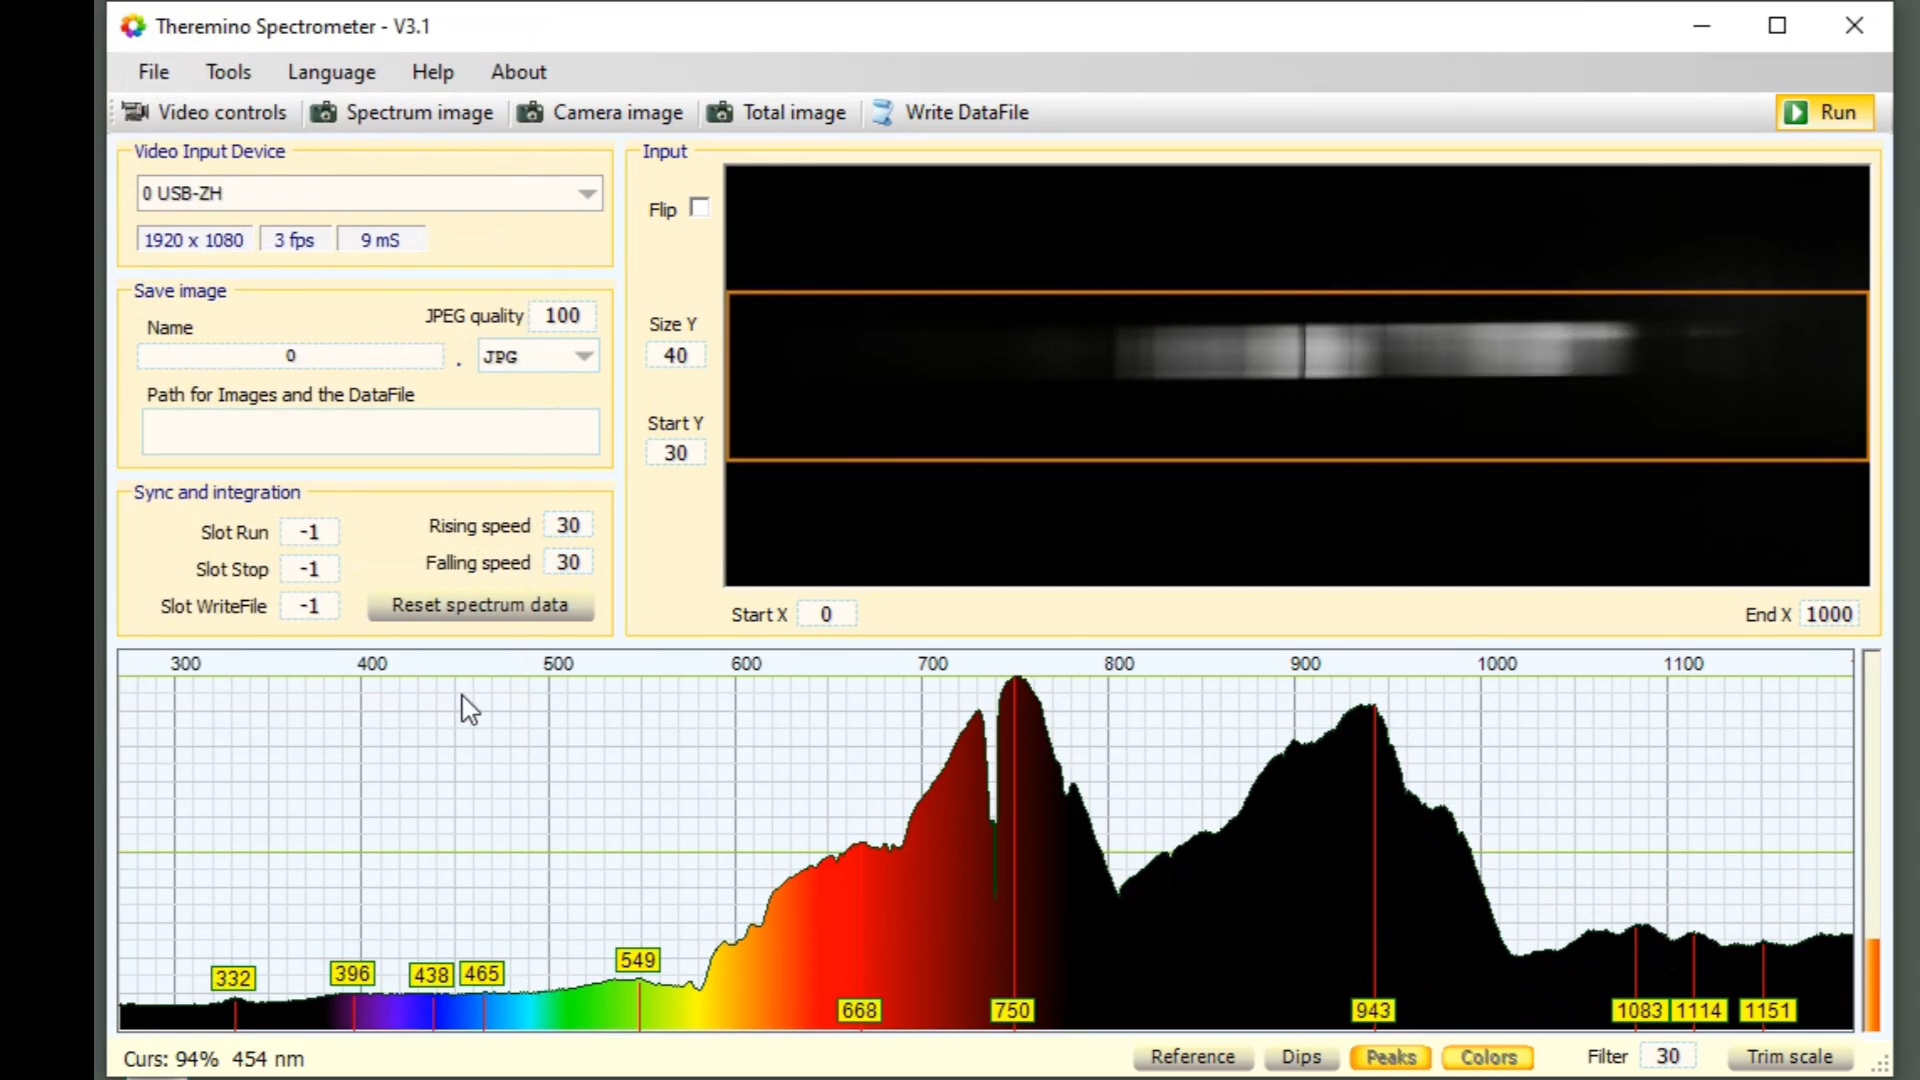 Theremino Spectrometer - V3.1
File Tools Language Help About
Video controls Spectrum image Camera image Total image Write DataFile Run
Video Input Device
0 USB-ZH
1920 x 1080 3 fps 9 mS
Save image
JPEG quality 100
Name
0 . JPG
Path for Images and the DataFile
Sync and integration
Slot Run -1 Rising speed 30
Slot Stop -1 Falling speed 30
Slot WriteFile -1 Reset spectrum data
Input
Flip
Size Y
40
Start Y
30
Start X 0 End X 1000
300 400 500 600 700 800 900 1000 1100
332 396 438 465 549
668 750 943 1083 1114 1151
Curs: 94% 454 nm Reference Dips Peaks Colors Filter 30 Trim scale